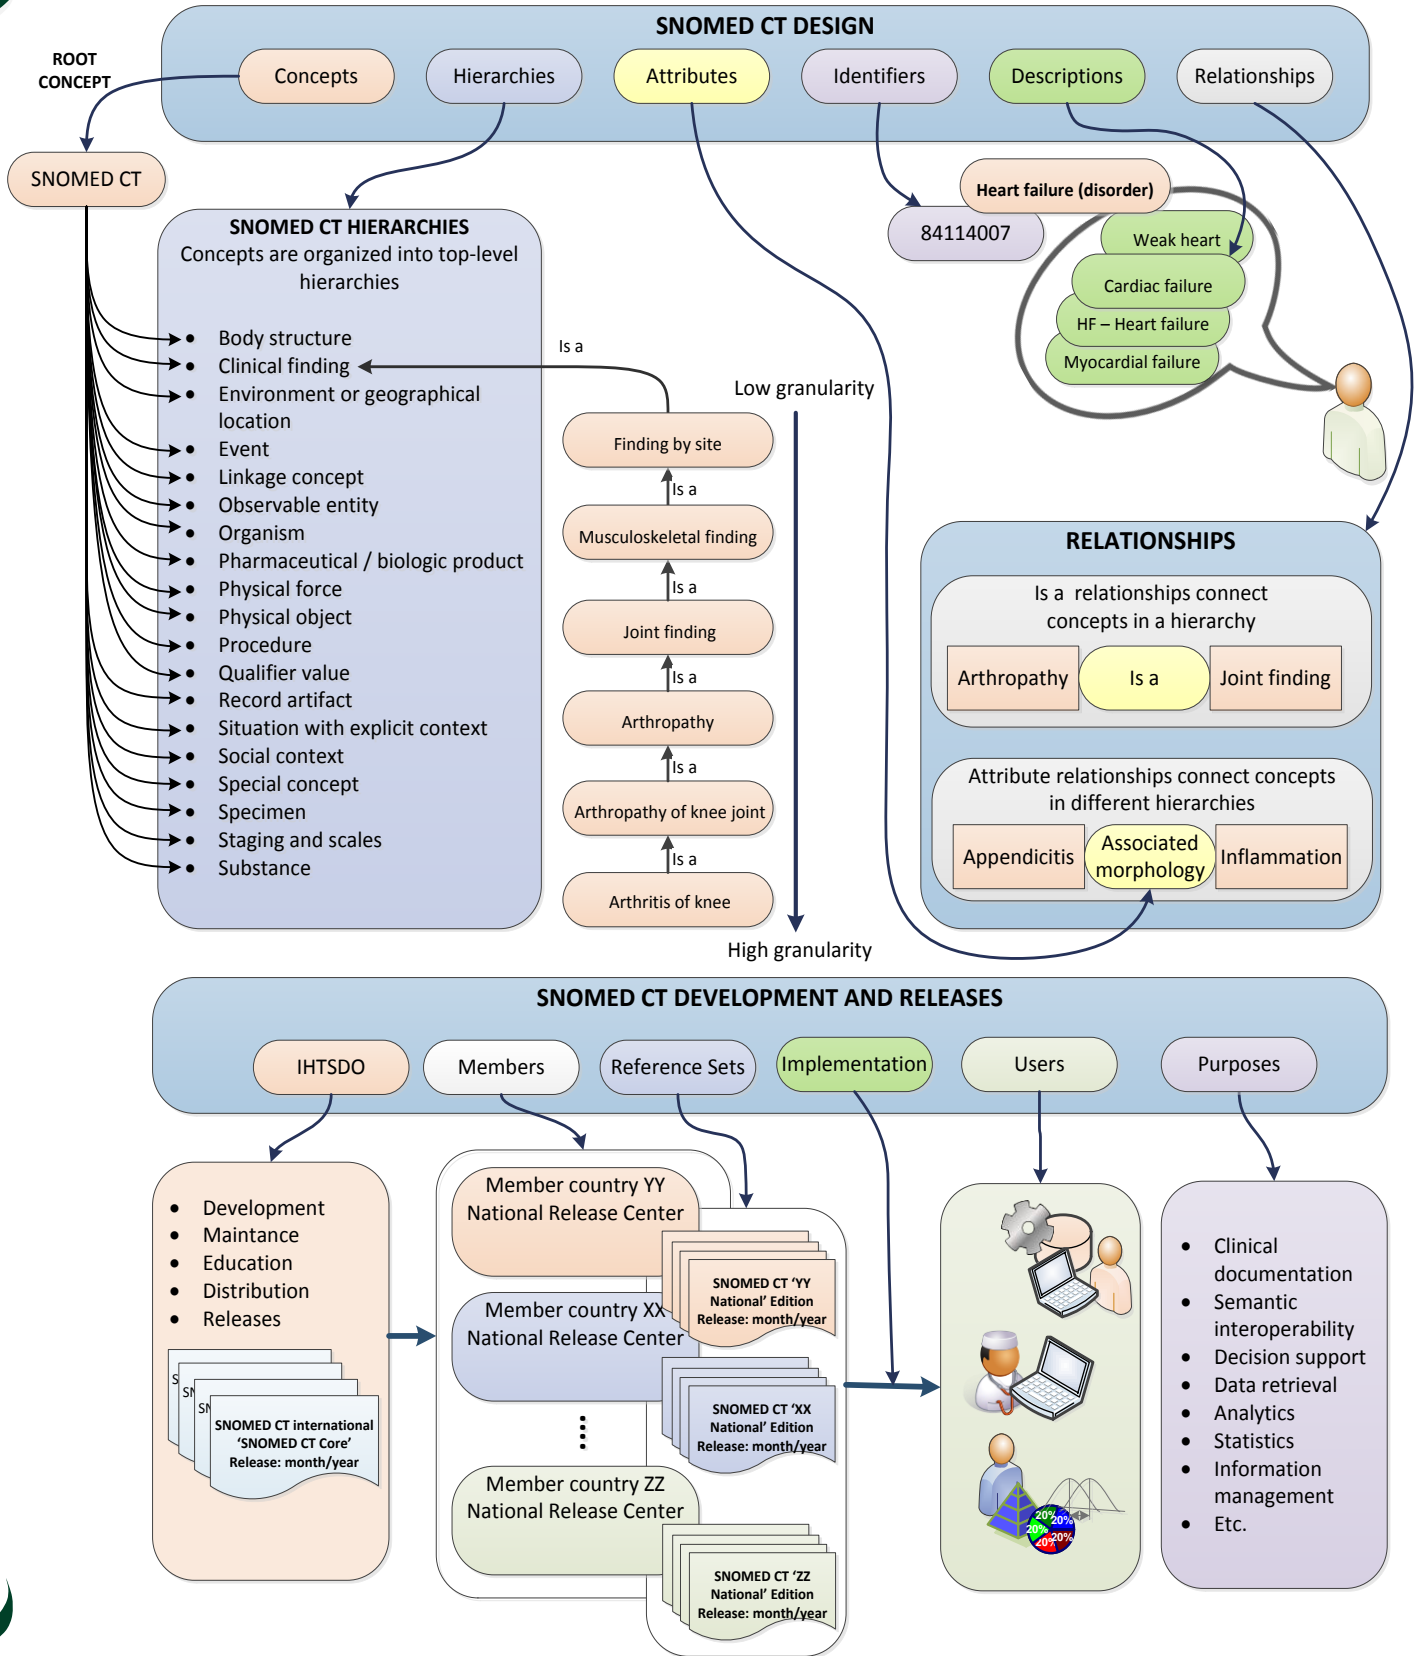 SNOMED CT DESIGN
ROOT
CONCEPT
Concepts
Hierarchies
Attributes
Identifiers
Descriptions
Relationships
SNOMED CT
SNOMED CT HIERARCHIES
Concepts are organized into top-level
hierarchies
Body structure
Clinical finding
Environment or geographical
location
Event
Linkage concept
Observable entity
Organism
Pharmaceutical / biologic product
Physical force
Physical object
Procedure
Qualifier value
Record artifact
Situation with explicit context
Social context
Special concept
Specimen
Staging and scales
Substance
Is a
Finding by site
Is a
Musculoskeletal finding
Is a
Joint finding
Is a
Arthropathy
Is a
Arthropathy of knee joint
Is a
Arthritis of knee
Low granularity
High granularity
Heart failure (disorder)
84114007
Weak heart
Cardiac failure
HF – Heart failure
Myocardial failure
RELATIONSHIPS
Is a relationships connect
concepts in a hierarchy
Arthropathy
Is a
Joint finding
Attribute relationships connect concepts
in different hierarchies
Appendicitis
Associated
morphology
Inflammation
SNOMED CT DEVELOPMENT AND RELEASES
IHTSDO
Members
Reference Sets
Implementation
Users
Purposes
Development
Maintance
Education
Distribution
Releases
SNOMED CT international
‘SNOMED CT Core’
Release: month/year
Member country YY
National Release Center
SNOMED CT ‘YY
National’ Edition
Release: month/year
Member country XX
National Release Center
SNOMED CT ‘XX
National’ Edition
Release: month/year
Member country ZZ
National Release Center
SNOMED CT ‘ZZ
National’ Edition
Release: month/year
20%
20%
20%
20%
20%
Clinical
documentation
Semantic
interoperability
Decision support
Data retrieval
Analytics
Statistics
Information
management
Etc.